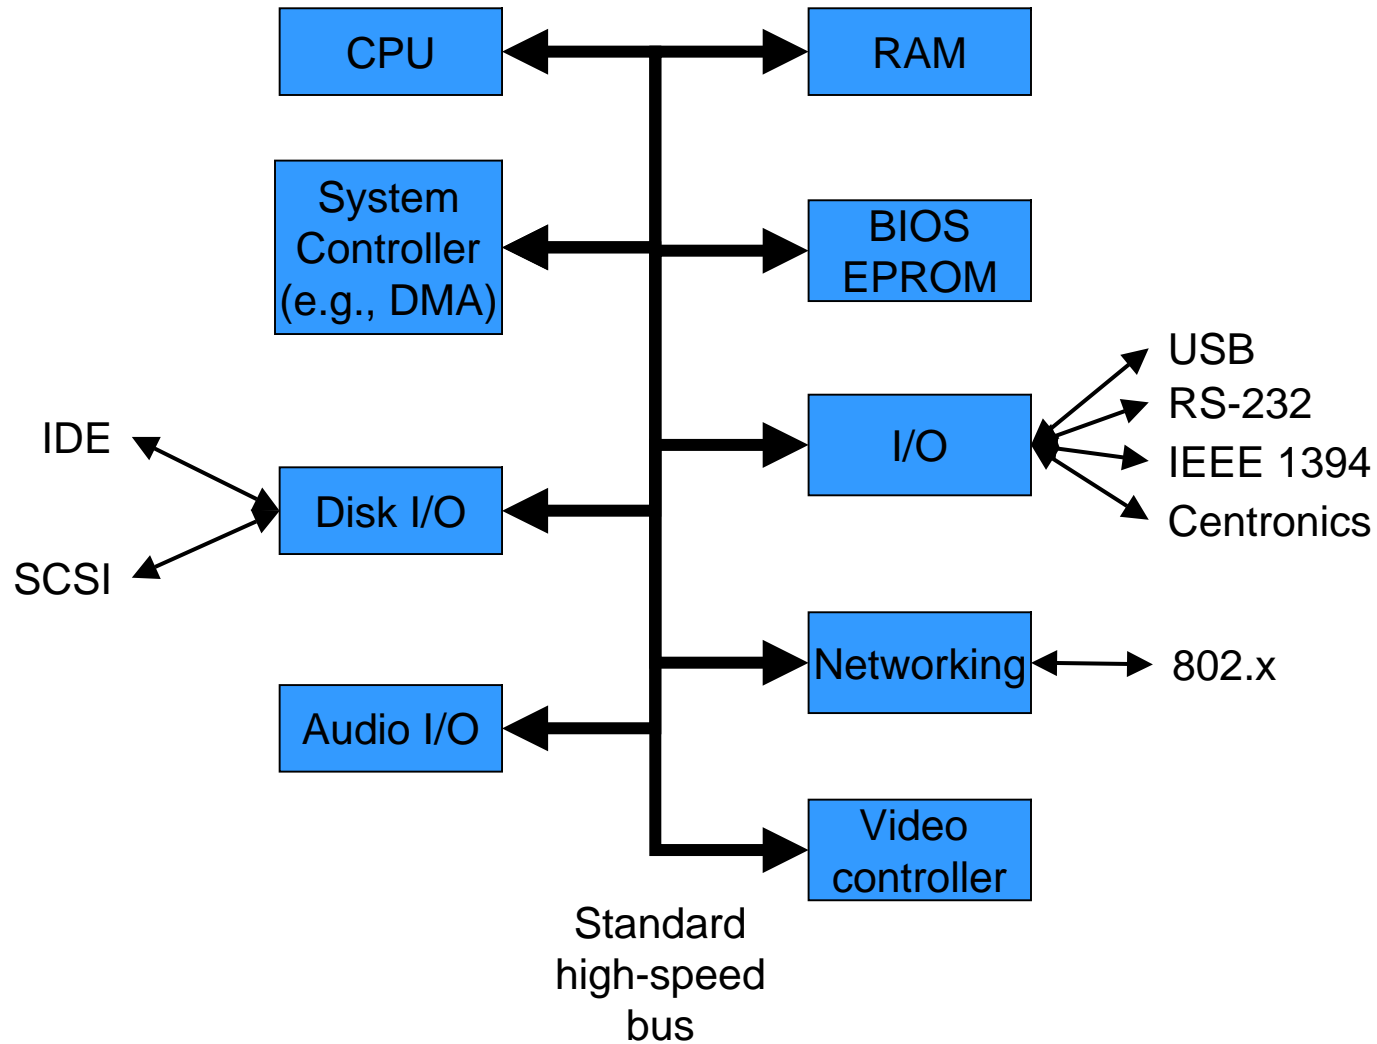 CPU
RAM
System
Controller
(e.g., DMA)
BIOS
EPROM
USB
RS-232
IEEE 1394
Centronics
I/O
IDE
SCSI
Disk I/O
Networking
802.x
Audio I/O
Video
controller
Standard
high-speed
bus